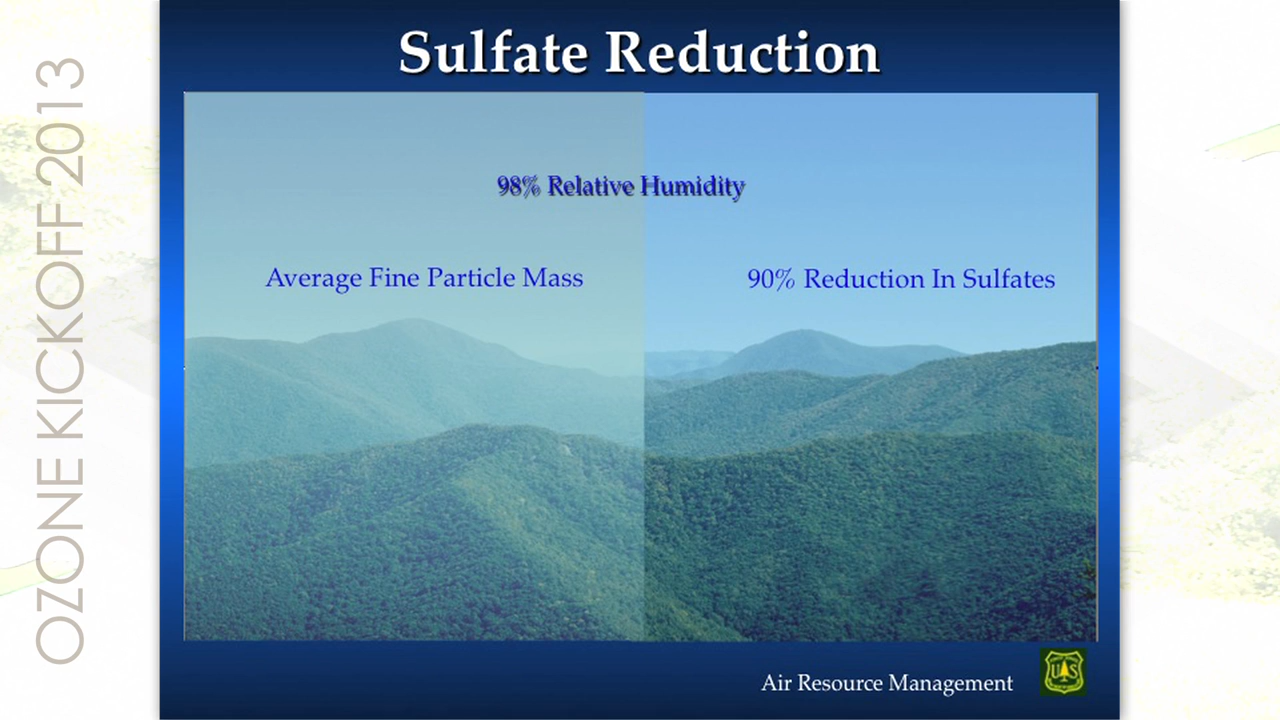 OZONE KICKOFF 2013
Sulfate Reduction
98% Relative Humidity
Average Fine Particle Mass
90% Reduction In Sulfates
Air Resource Management
U S